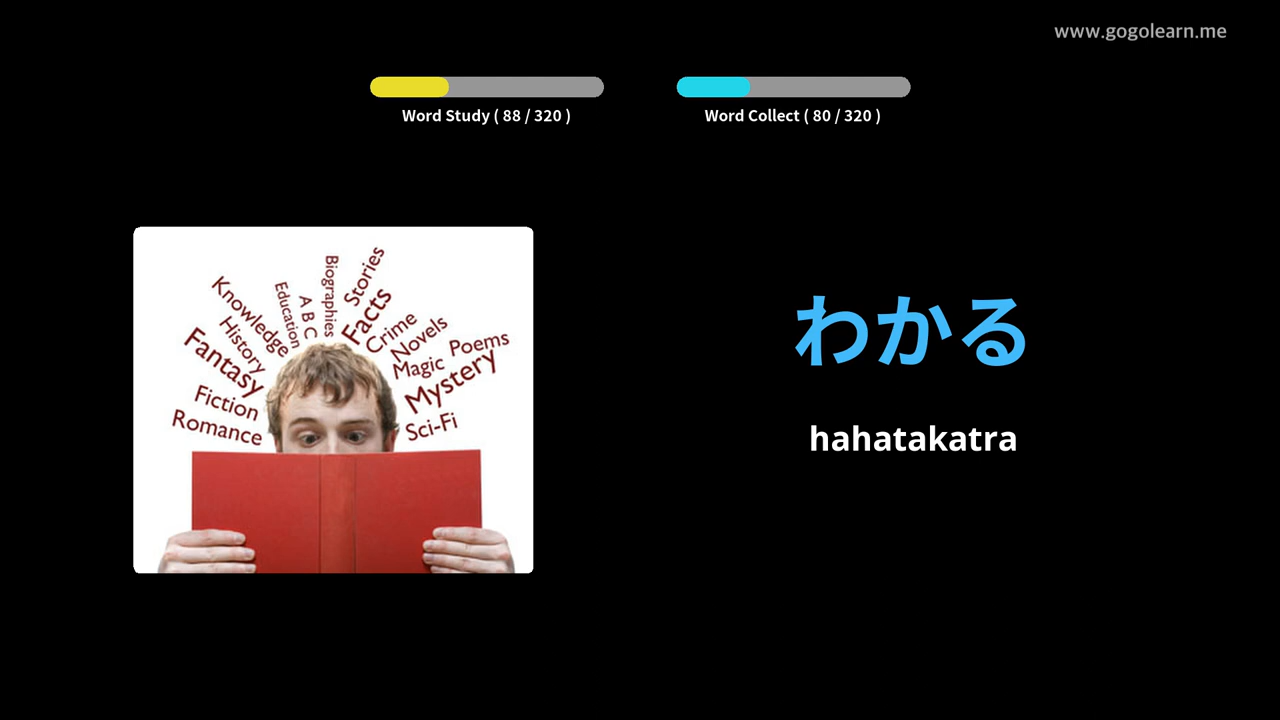 www.gogolearn.me
Word Study ( 88 / 320 )
Word Collect ( 80 / 320 )
Biographies
Stories
Education
A B C
Facts
Knowledge
Crime
History
Novels
Poems
Fantasy
Magic
Mystery
Fiction
Romance
Sci-Fi
わかる
hahatakatra